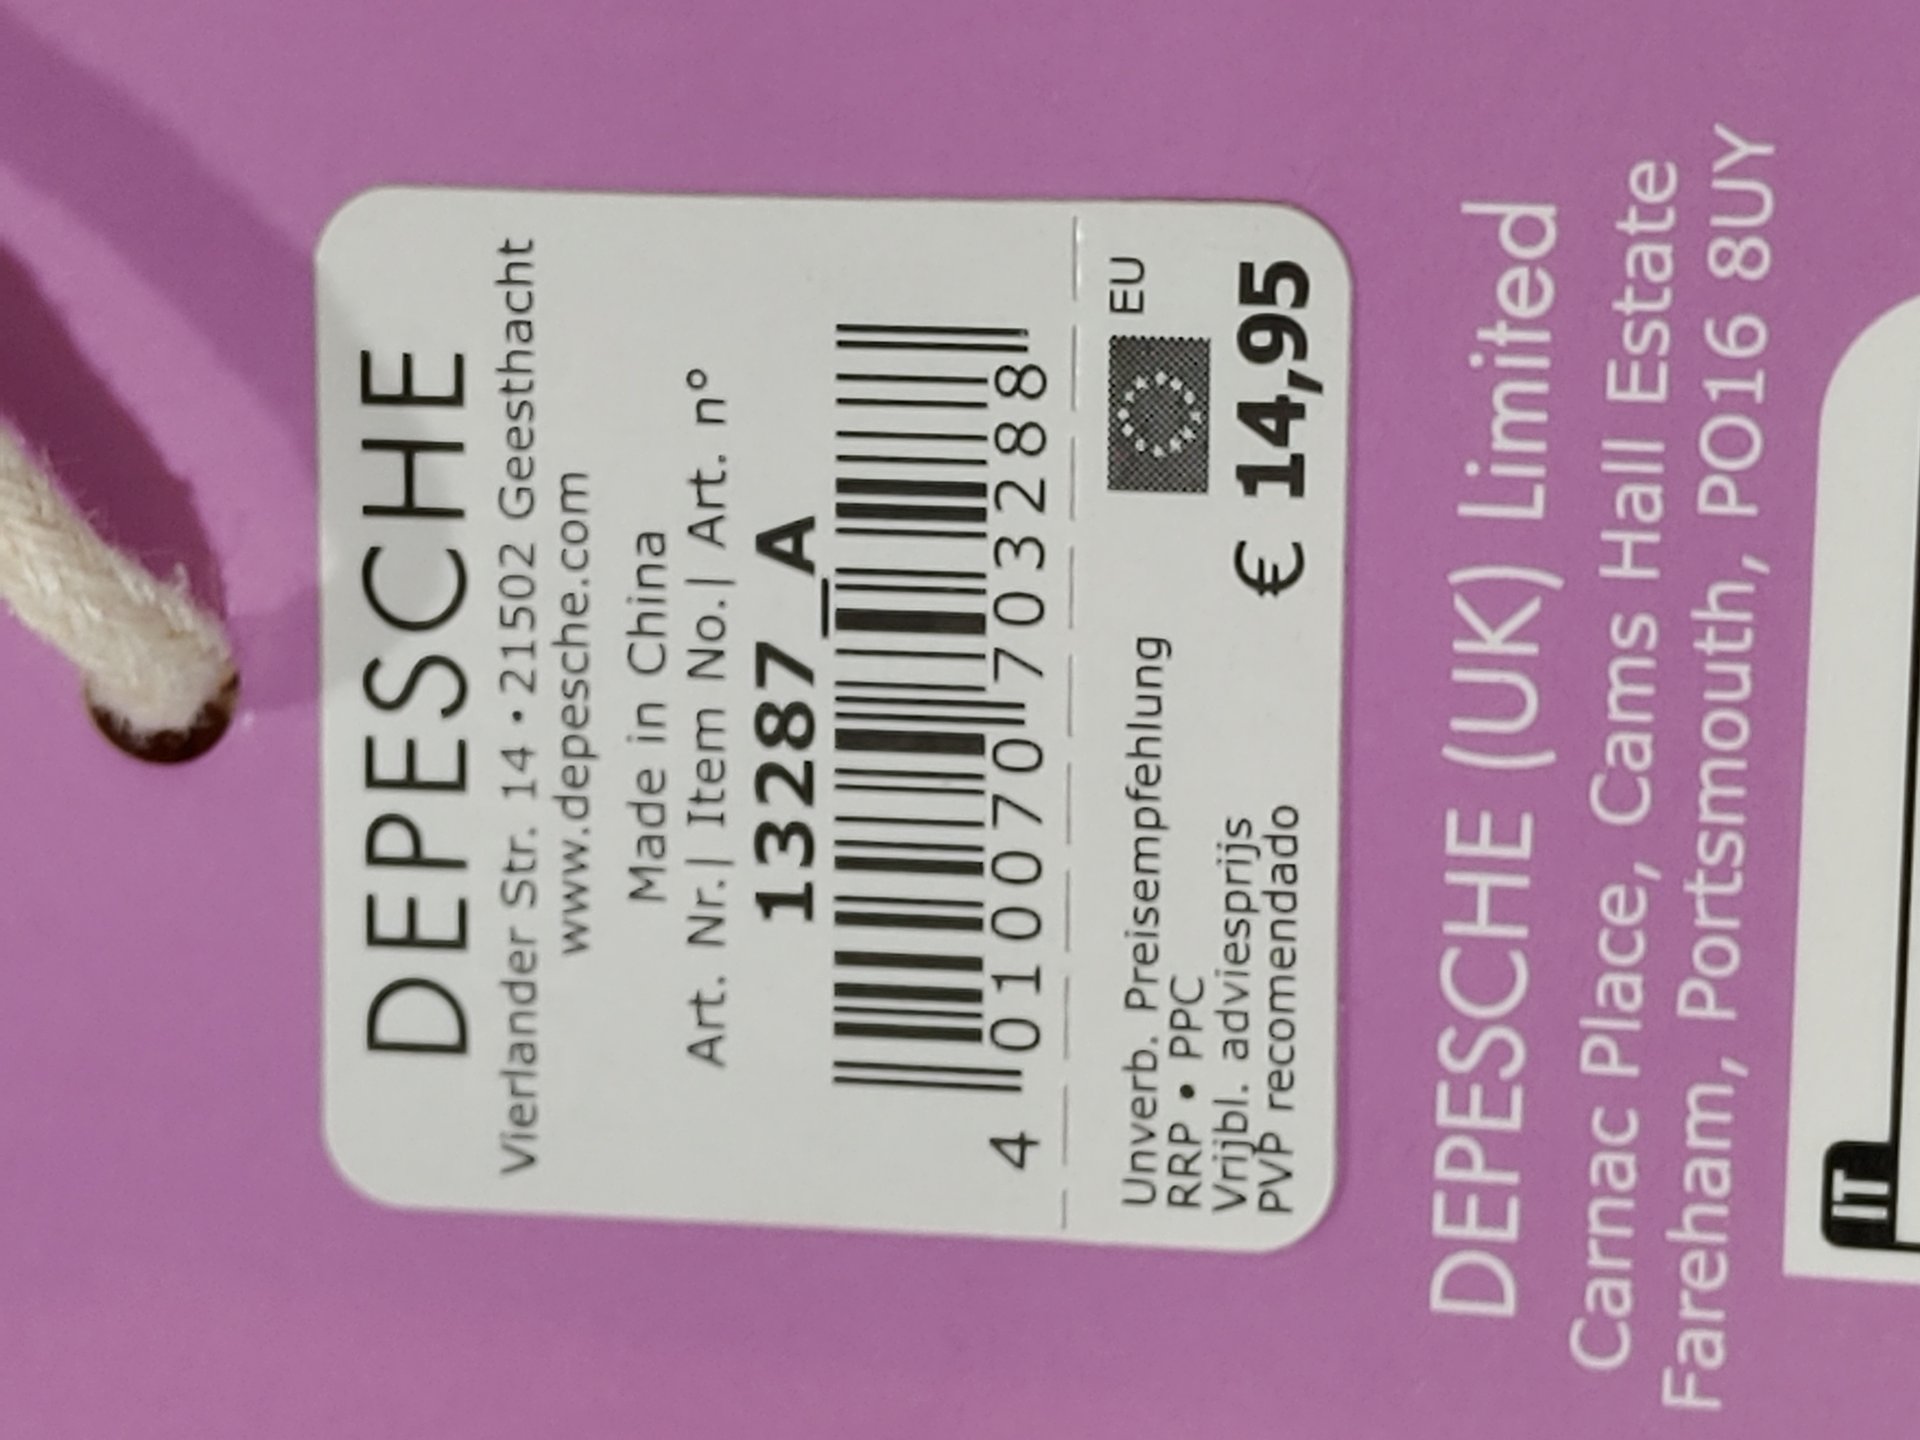 DEPESCHE
Vierlander Str. 14 • 21502 Geesthacht
www.depesche.com
Made in China
Art. Nr.| Item No.| Art. nº
13287_A
4 010070 703288
Unverb. Preisempfehlung
RRP • PPC
Vrijbl. adviesprijs
PVP recomendado
EU
€ 14,95
DEPESCHE (UK) Limited
Carnac Place, Cams Hall Estate
Fareham, Portsmouth, PO16 8UY
IT